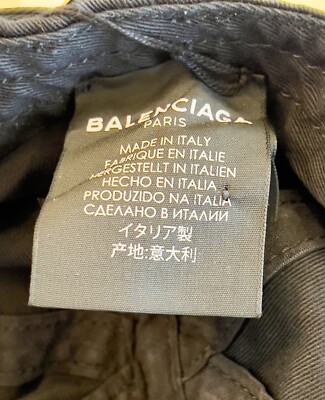 BALENCIAGA
PARIS
MADE IN ITALY
FABRIQUE EN ITALIE
HERGESTELLT IN ITALIEN
HECHO EN ITALIA
PRODUZIDO NA ITALIA
СДЕЛАНО В ИТАЛИИ
イタリア製
产地:意大利